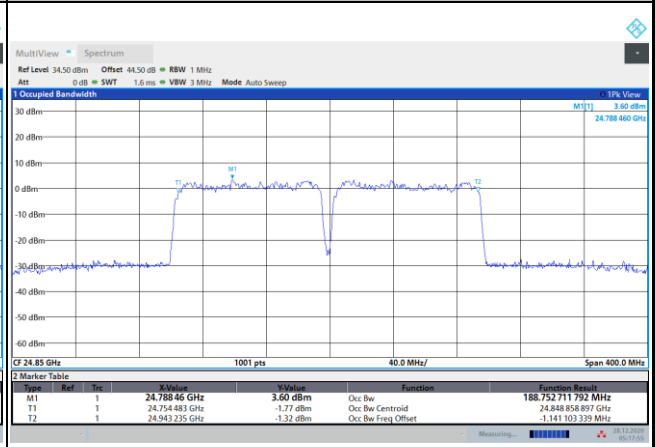 MultiView Spectrum
Ref Level 34.50 dBm Offset 44.50 dB RBW 1 MHz
Att 0 dB SWT 1.6 ms VBW 3 MHz Mode Auto Sweep
1 Occupied Bandwidth 1Pk View
M1[1] 3.60 dBm
24.788 460 GHz
30 dBm
20 dBm
10 dBm
M1
T1 T2
0 dBm
-10 dBm
-20 dBm
-30 dBm
-40 dBm
-50 dBm
-60 dBm
CF 24.85 GHz 1001 pts 40.0 MHz/ Span 400.0 MHz
2 Marker Table
Type Ref Trc X-Value Y-Value Function Function Result
M1 1 24.788 46 GHz 3.60 dBm Occ Bw 188.752 711 792 MHz
T1 1 24.754 483 GHz -1.77 dBm Occ Bw Centroid 24.848 858 897 GHz
T2 1 24.943 235 GHz -1.32 dBm Occ Bw Freq Offset -1.141 103 339 MHz
Measuring... 28.12.2020
05:17:55